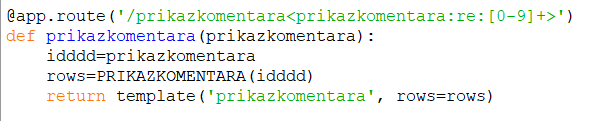 @app.route('/prikazkomentara<prikazkomentara:re:[0-9]+>')
def prikazkomentara(prikazkomentara):
    idddd=prikazkomentara
    rows=PRIKAZKOMENTARA(idddd)
    return template('prikazkomentara', rows=rows)